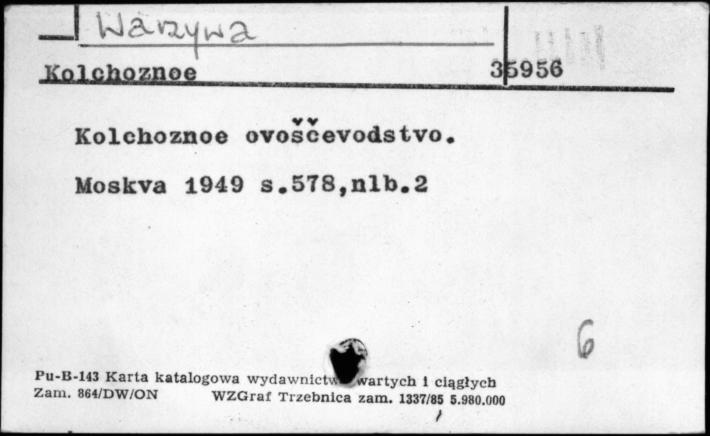 Warzywa
Kolchoznoe 35956
Kolchoznoe ovoščevodstvo.
Moskva 1949 s.578,nlb.2
6
Pu-B-143 Karta katalogowa wydawnictw zwartych i ciągłych
Zam. 864/DW/ON WZGraf Trzebnica zam. 1337/85 5.980.000